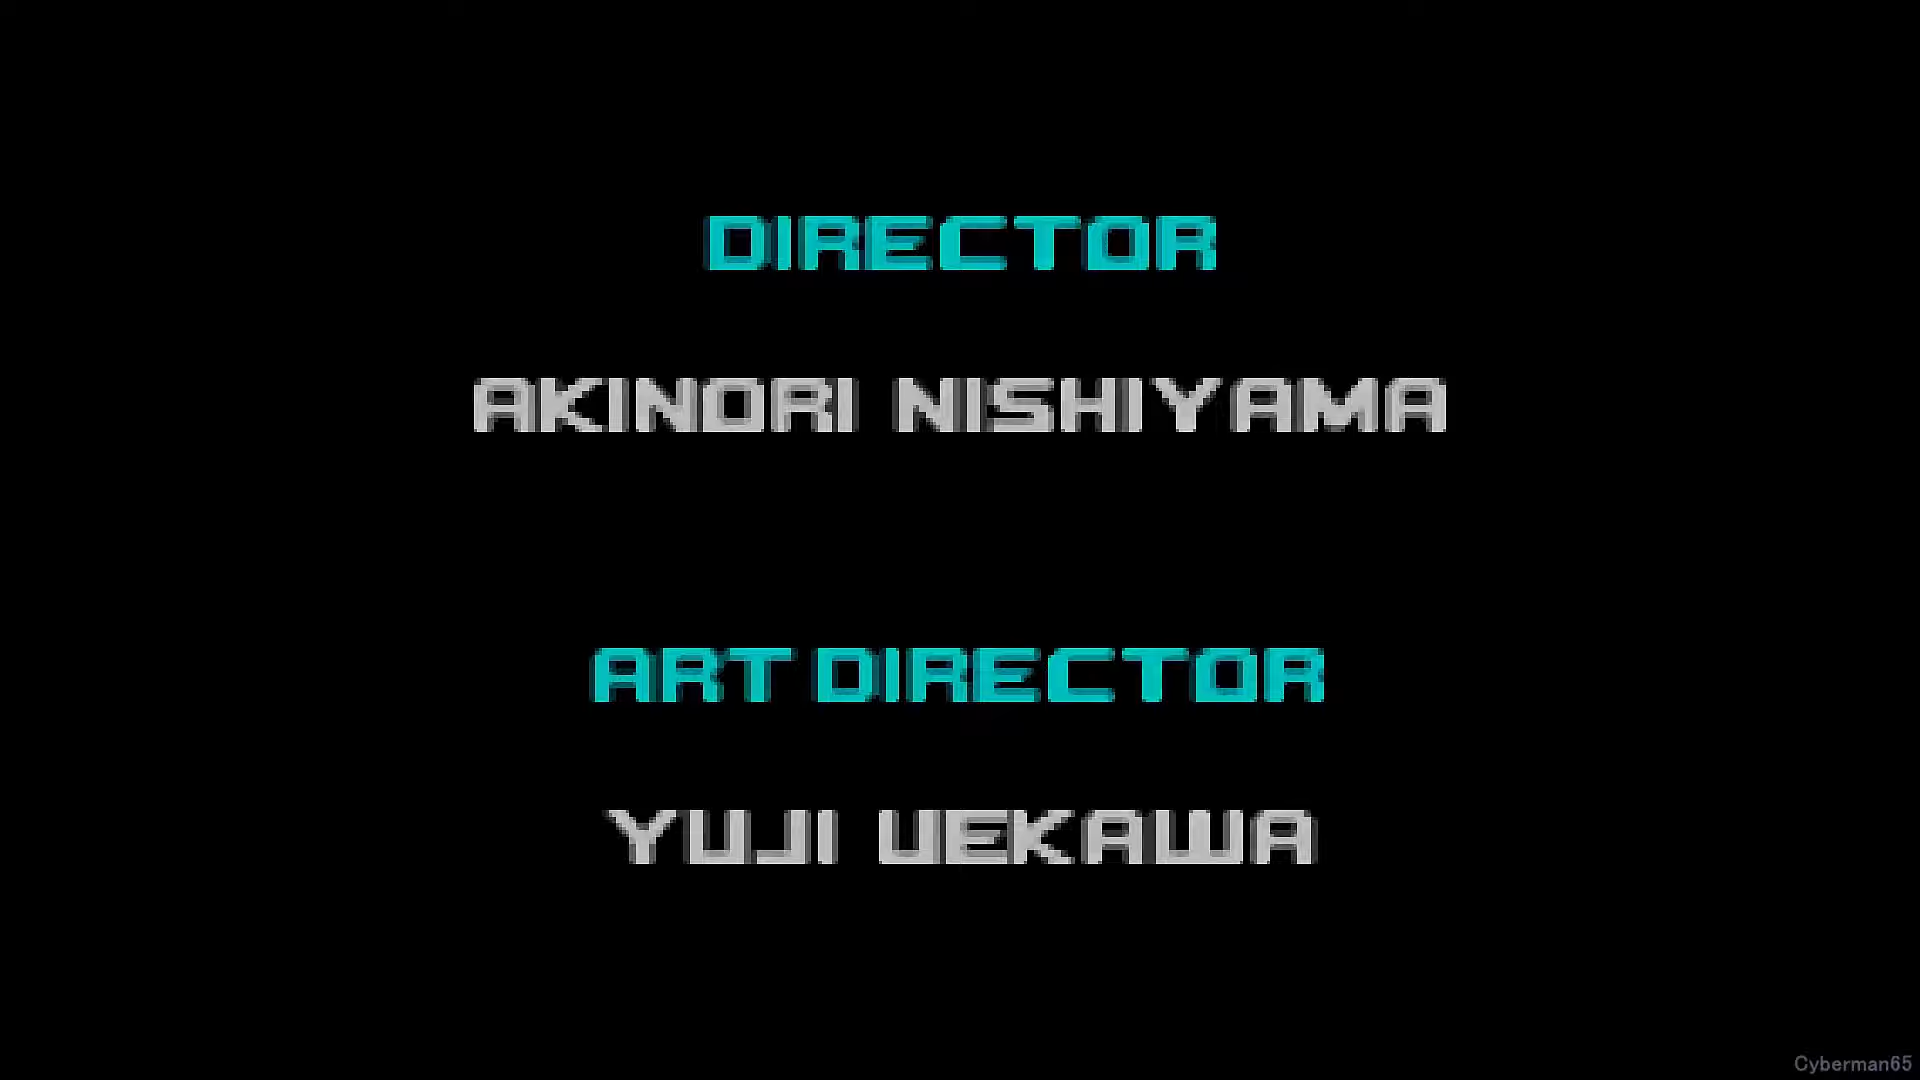 DIRECTOR
AKINORI NISHIYAMA
ART DIRECTOR
YUJI UEKAWA
Cyberman65